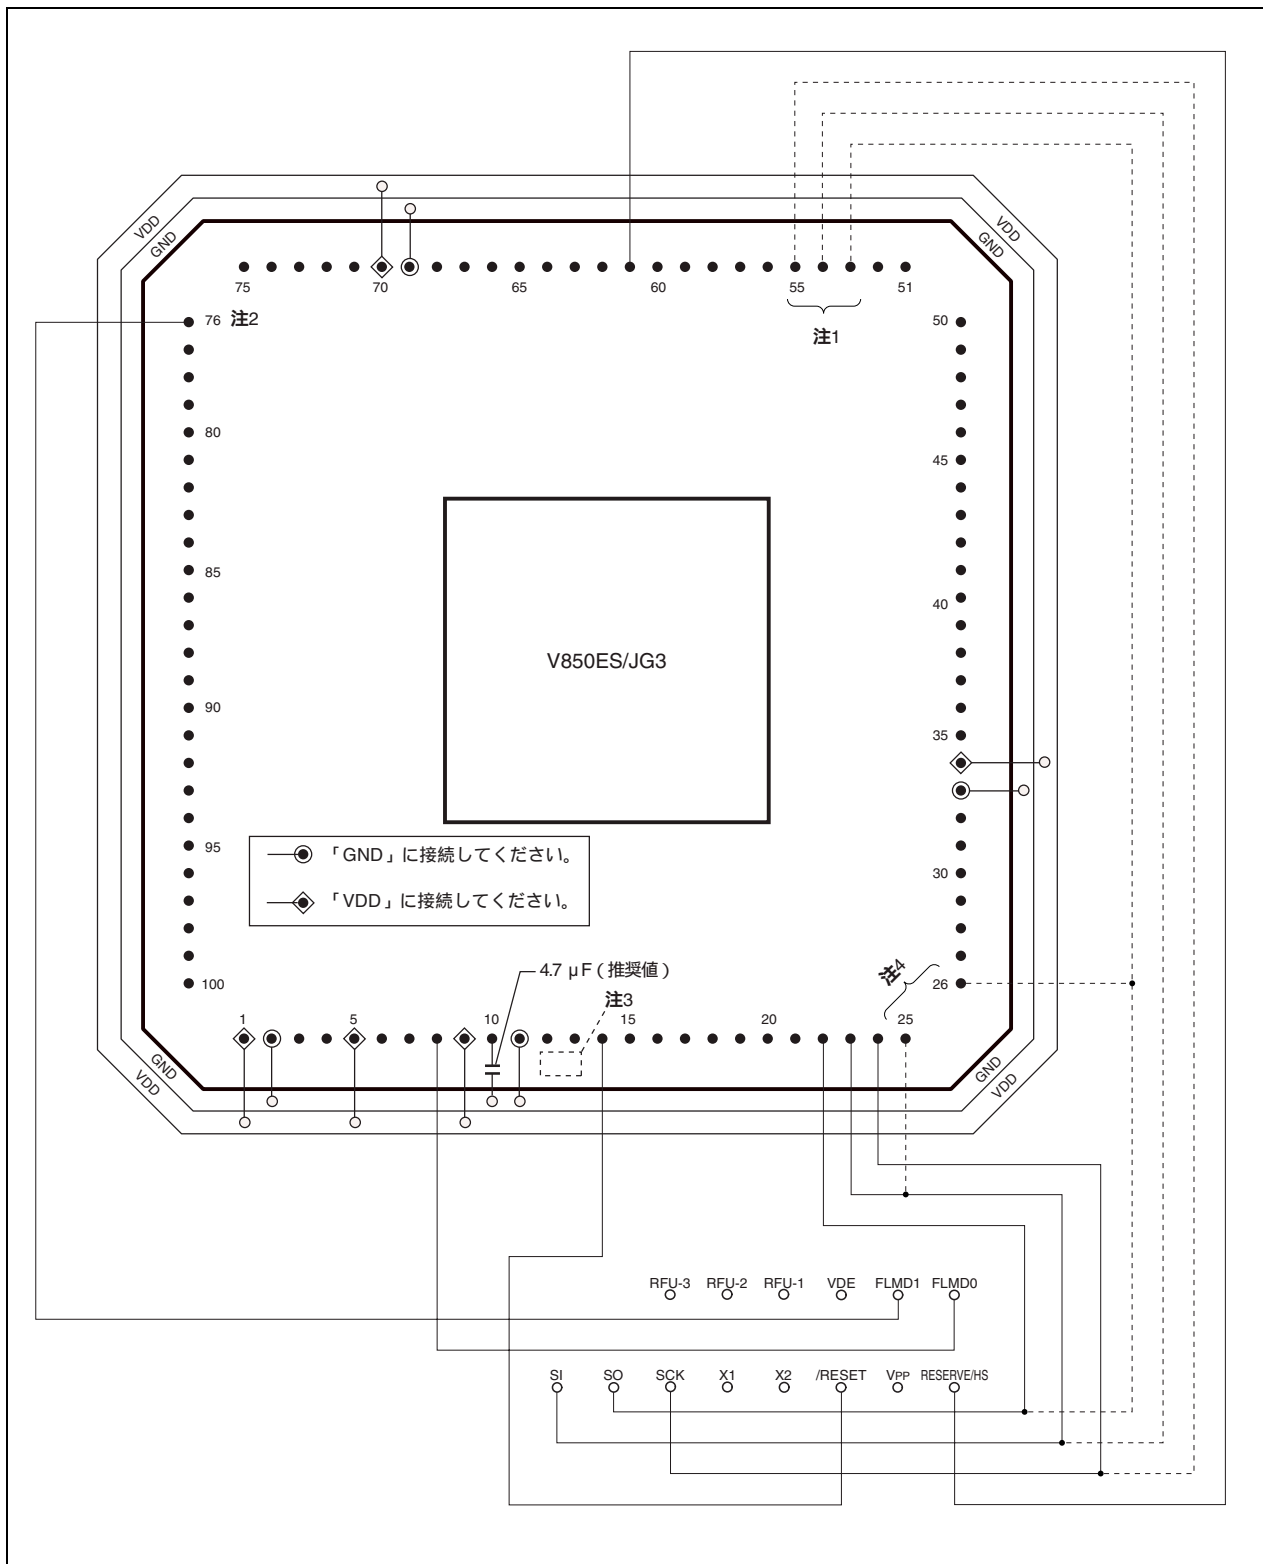 VDD
GND
VDD
GND
75
70
65
60
55
51
注1
76
注2
50
80
45
85
40
V850ES/JG3
90
35
95
「GND」に接続してください。
30
「VDD」に接続してください。
4.7 μF(推奨値)
注4
100
注3
26
1
5
10
15
20
25
GND
VDD
GND
VDD
RFU-3 RFU-2 RFU-1 VDE FLMD1 FLMD0
SI SO SCK X1 X2 /RESET VPP RESERVE/HS